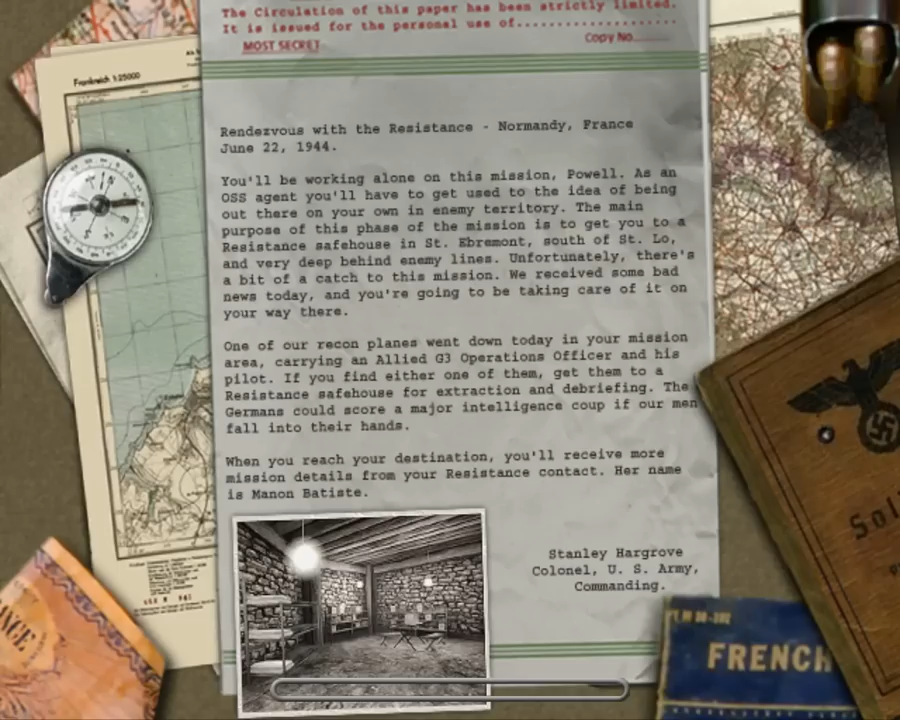 The Circulation of this paper has been strictly limited.
It is issued for the personal use of...................
MOST SECRET
Copy No.........
Frankreich 1:25000
Rendezvous with the Resistance - Normandy, France
June 22, 1944.
You'll be working alone on this mission, Powell. As an
OSS agent you'll have to get used to the idea of being
out there on your own in enemy territory. The main
purpose of this phase of the mission is to get you to a
Resistance safehouse in St. Ebremont, south of St. Lo,
and very deep behind enemy lines. Unfortunately, there's
a bit of a catch to this mission. We received some bad
news today, and you're going to be taking care of it on
your way there.
One of our recon planes went down today in your mission
area, carrying an Allied G3 Operations Officer and his
pilot. If you find either one of them, get them to a
Resistance safehouse for extraction and debriefing. The
Germans could score a major intelligence coup if our men
fall into their hands.
When you reach your destination, you'll receive more
mission details from your Resistance contact. Her name
is Manon Batiste.
Stanley Hargrove
Colonel, U. S. Army,
Commanding.
Sol
FRENCH